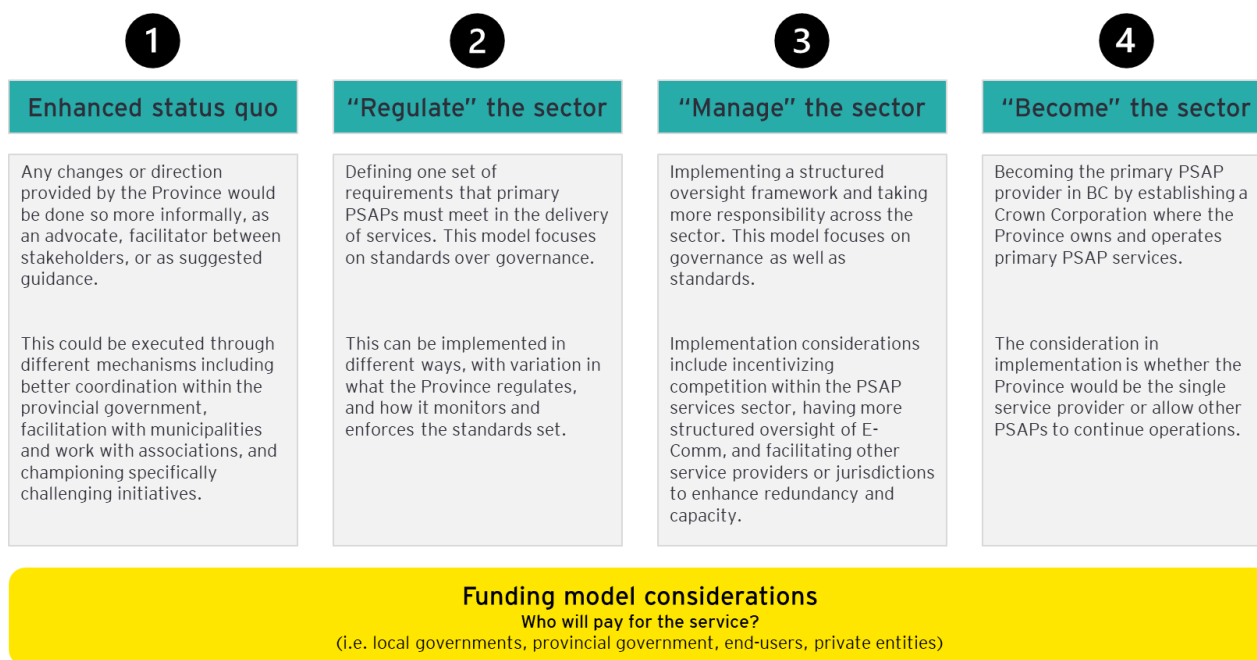 1
Enhanced status quo
Any changes or direction
provided by the Province would
be done so more informally, as
an advocate, facilitator between
stakeholders, or as suggested
guidance.
This could be executed through
different mechanisms including
better coordination within the
provincial government,
facilitation with municipalities
and work with associations, and
championing specifically
challenging initiatives.
2
“Regulate” the sector
Defining one set of
requirements that primary
PSAPs must meet in the delivery
of services. This model focuses
on standards over governance.
This can be implemented in
different ways, with variation in
what the Province regulates,
and how it monitors and
enforces the standards set.
3
“Manage” the sector
Implementing a structured
oversight framework and taking
more responsibility across the
sector. This model focuses on
governance as well as
standards.
Implementation considerations
include incentivizing
competition within the PSAP
services sector, having more
structured oversight of E-
Comm, and facilitating other
service providers or jurisdictions
to enhance redundancy and
capacity.
4
“Become” the sector
Becoming the primary PSAP
provider in BC by establishing a
Crown Corporation where the
Province owns and operates
primary PSAP services.
The consideration in
implementation is whether the
Province would be the single
service provider or allow other
PSAPs to continue operations.
Funding model considerations
Who will pay for the service?
(i.e. local governments, provincial government, end-users, private entities)